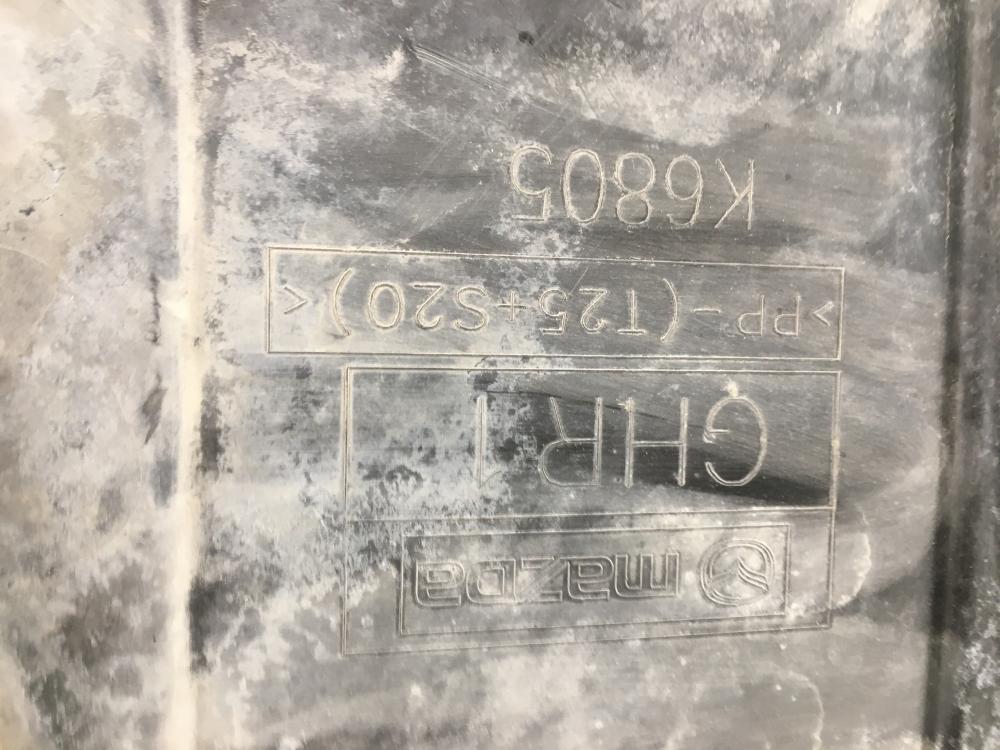 mazda
GHR1
>PP-(T25+S20)<
K6805